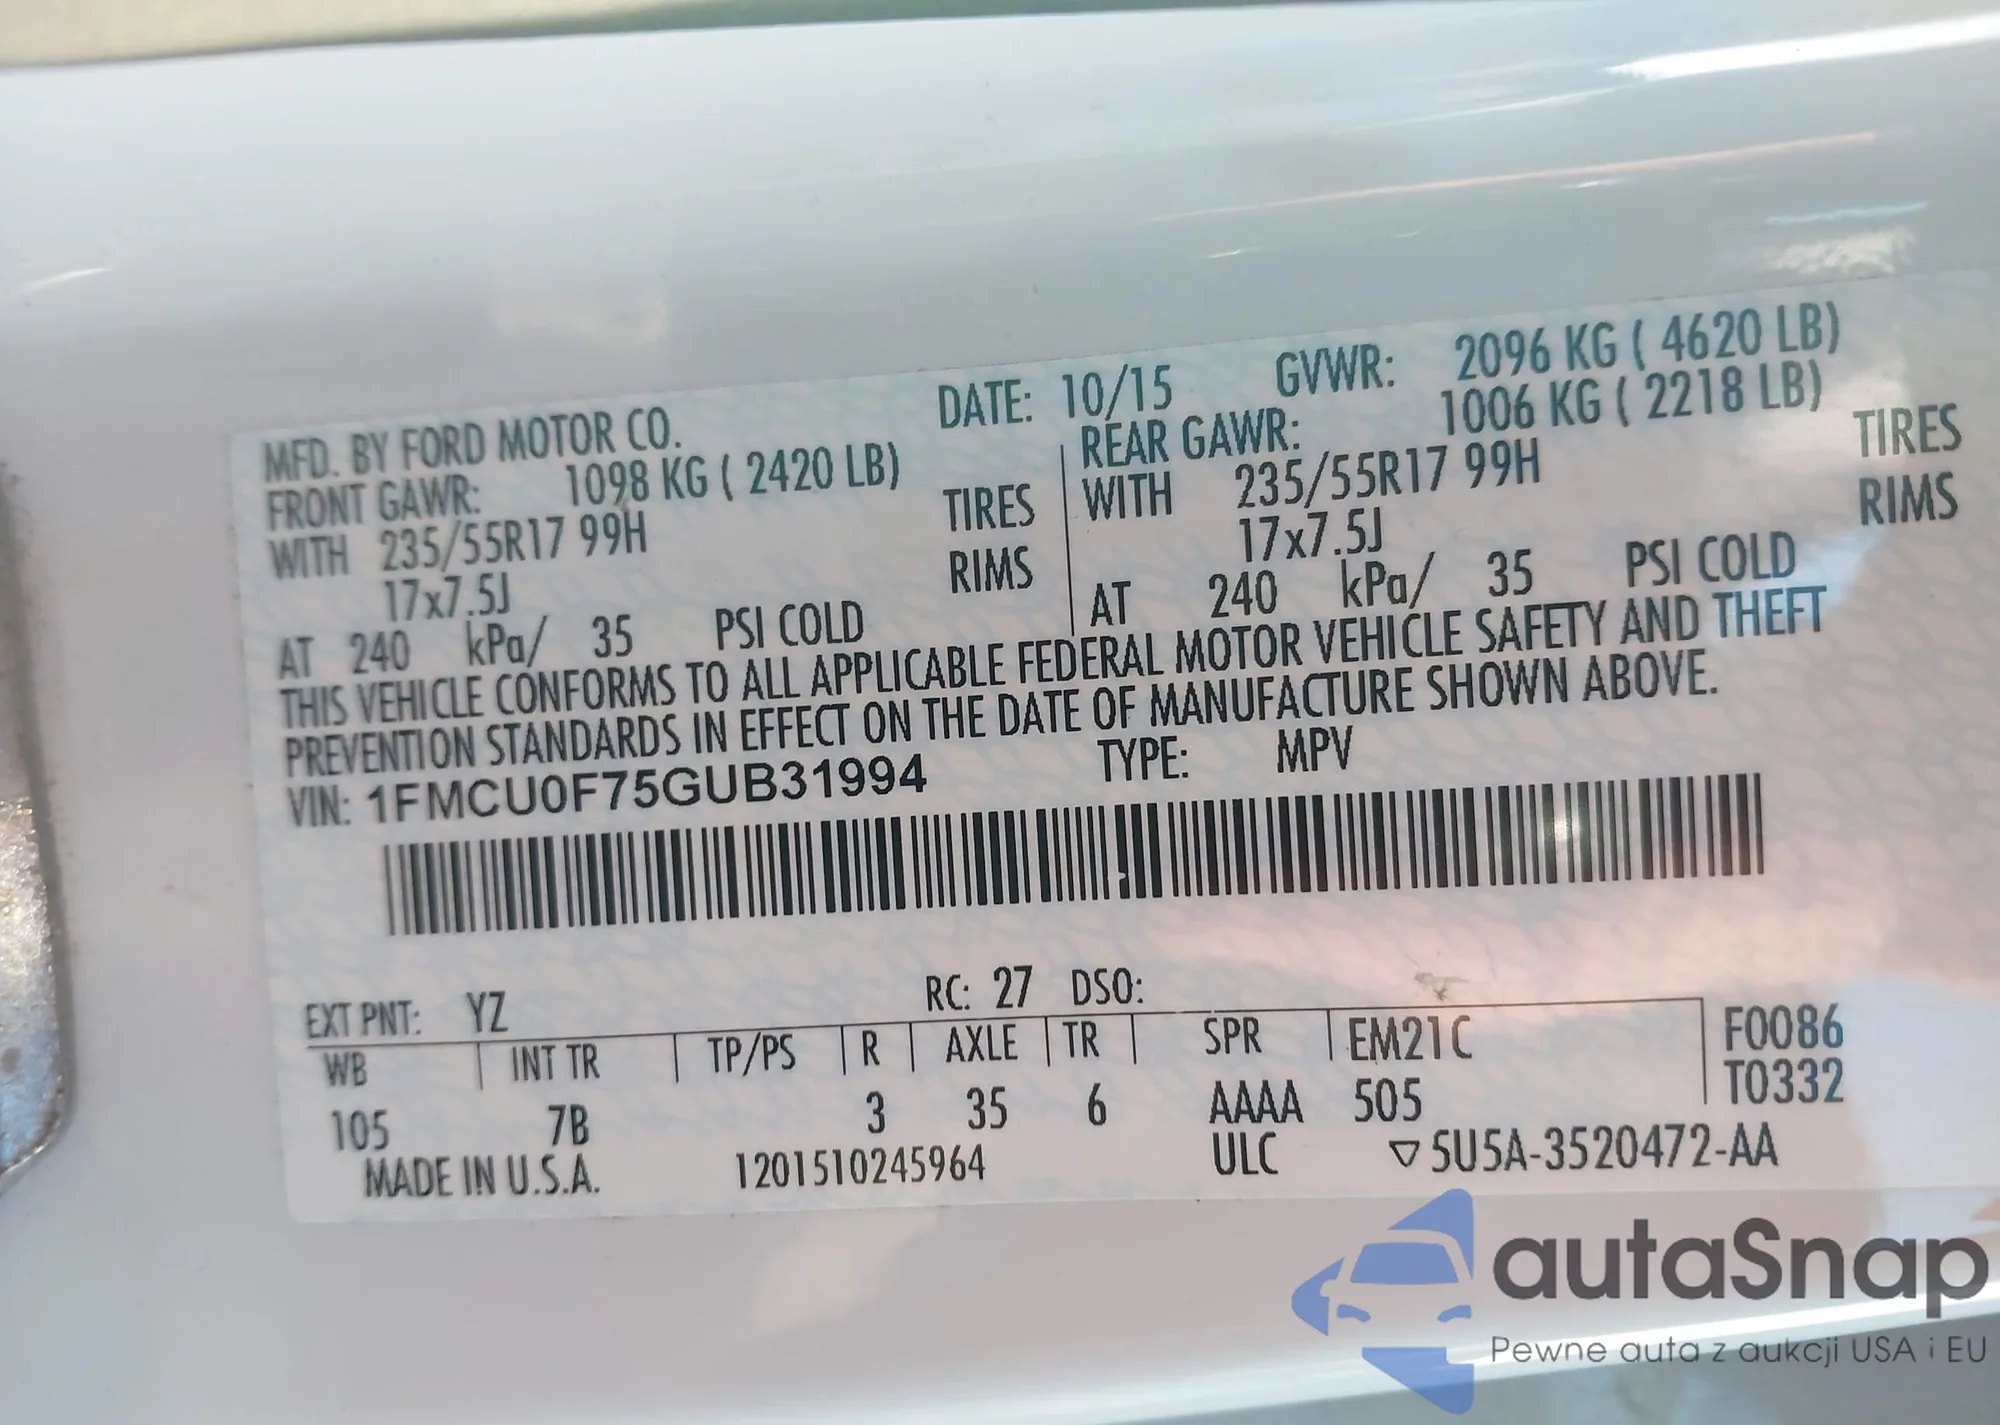 MFD. BY FORD MOTOR CO. DATE: 10/15 GVWR: 2096 KG ( 4620 LB)
FRONT GAWR: 1098 KG ( 2420 LB) REAR GAWR: 1006 KG ( 2218 LB)
WITH 235/55R17 99H TIRES WITH 235/55R17 99H TIRES
17x7.5J RIMS 17x7.5J RIMS
AT 240 kPa/ 35 PSI COLD AT 240 kPa/ 35 PSI COLD
THIS VEHICLE CONFORMS TO ALL APPLICABLE FEDERAL MOTOR VEHICLE SAFETY AND THEFT
PREVENTION STANDARDS IN EFFECT ON THE DATE OF MANUFACTURE SHOWN ABOVE.
VIN: 1FMCU0F75GUB31994 TYPE: MPV
EXT PNT: YZ RC: 27 DSO:
WB INT TR TP/PS R AXLE TR SPR EM21C F0086
105 7B 3 35 6 AAAA 505 T0332
MADE IN U.S.A. 1201510245964 ULC ▽5U5A-3520472-AA
autaSnap
Pewne auta z aukcji USA i EU